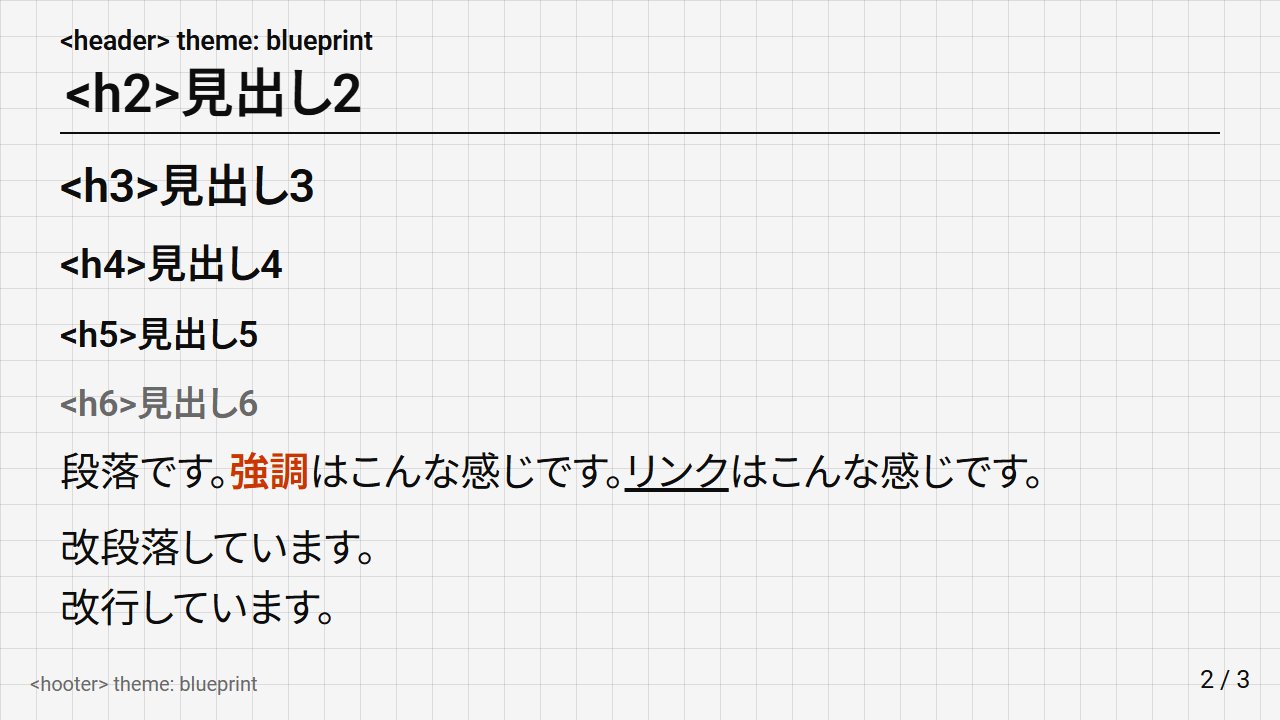 <header> theme: blueprint
<h2>見出し2
<h3>見出し3
<h4>見出し4
<h5>見出し5
<h6>見出し6
段落です。強調はこんな感じです。リンクはこんな感じです。
改段落しています。
改行しています。
<hooter> theme: blueprint
2 / 3